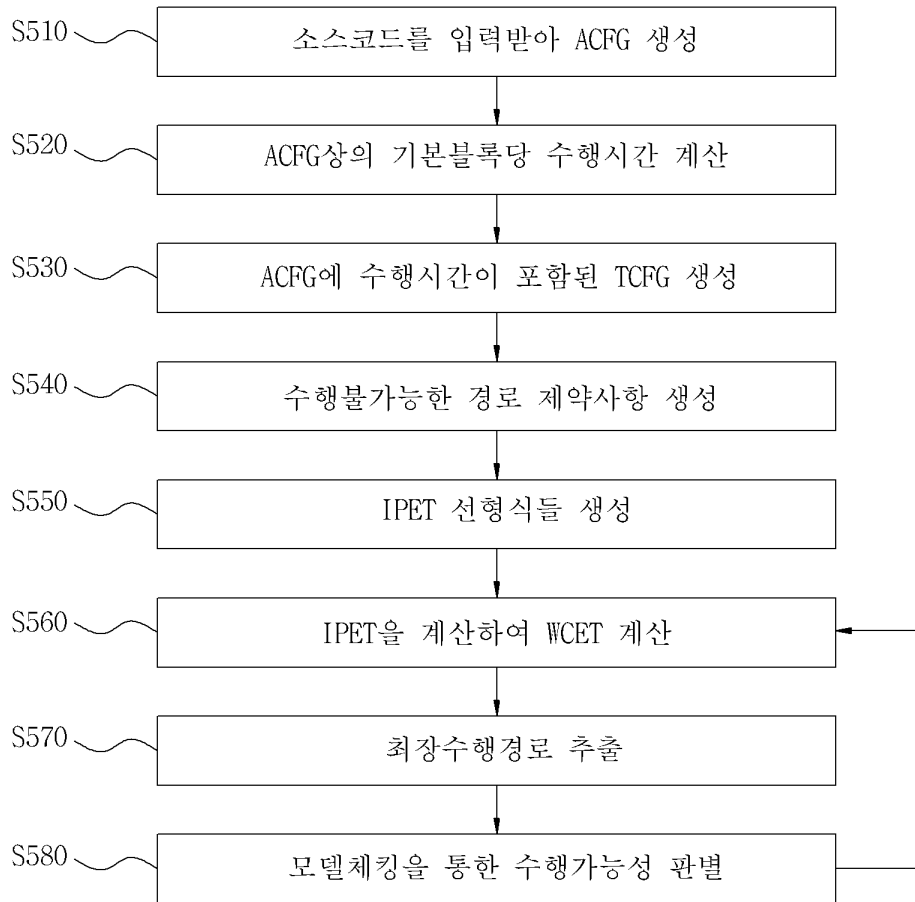 S510 소스코드를 입력받아 ACFG 생성
S520 ACFG상의 기본블록당 수행시간 계산
S530 ACFG에 수행시간이 포함된 TCFG 생성
S540 수행불가능한 경로 제약사항 생성
S550 IPET 선형식들 생성
S560 IPET을 계산하여 WCET 계산
S570 최장수행경로 추출
S580 모델체킹을 통한 수행가능성 판별